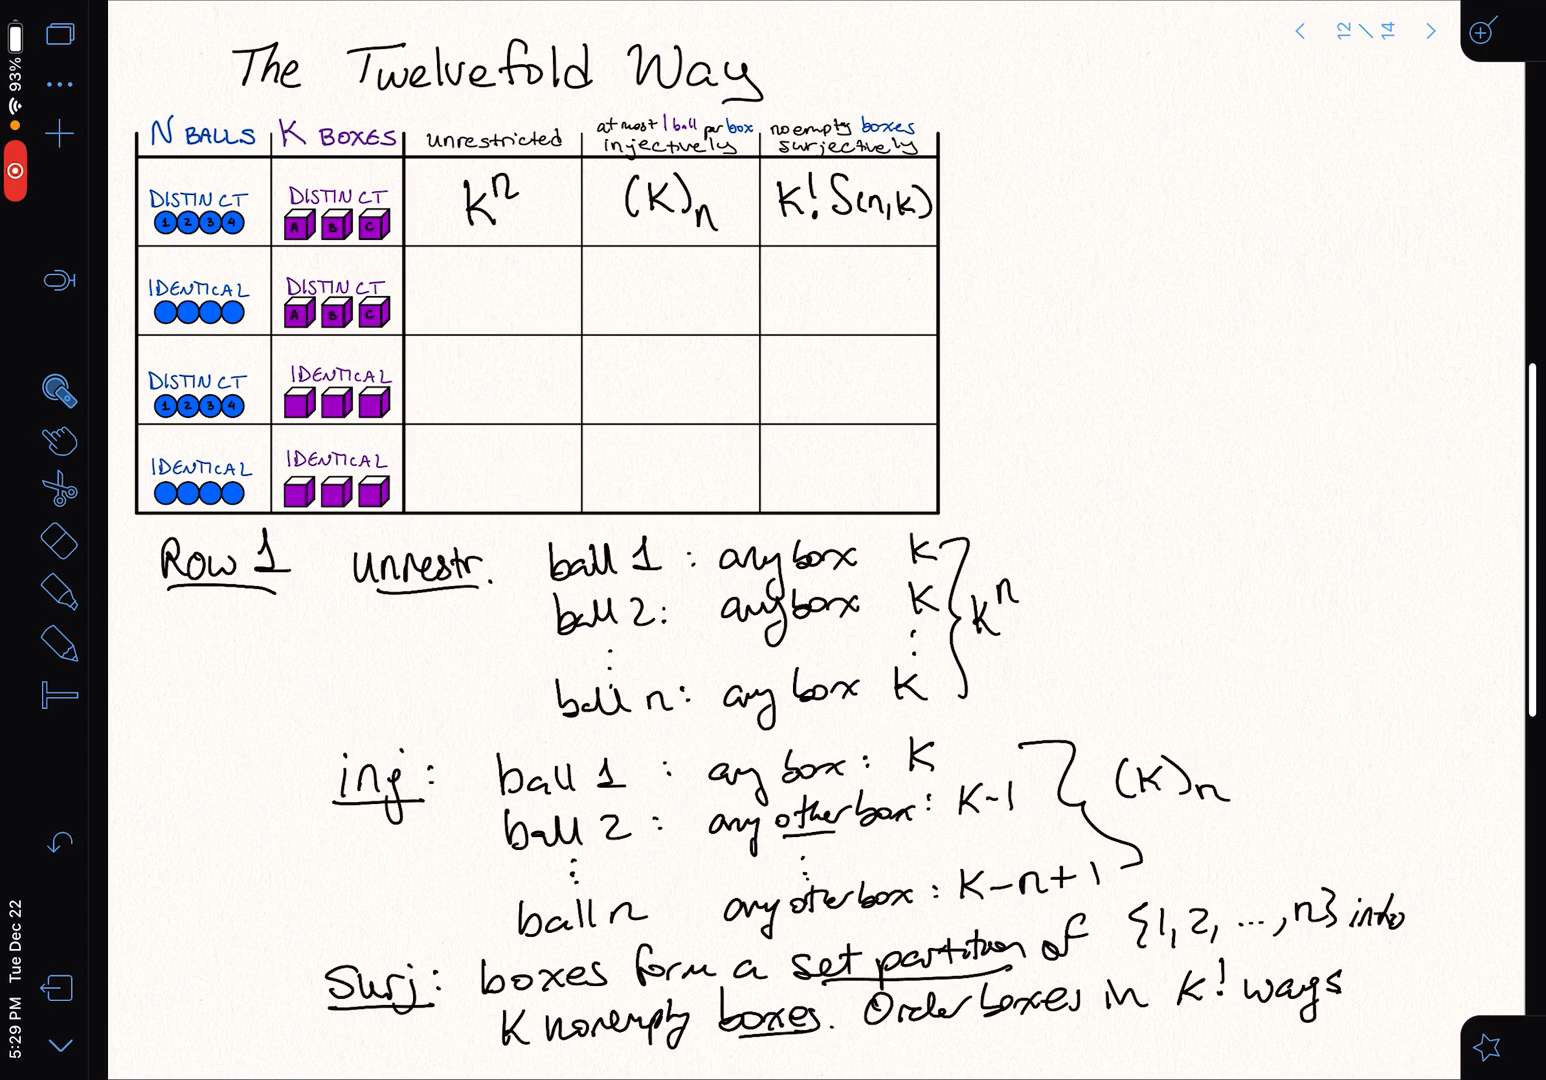 The Twelvefold Way
12 / 14
93%
N BALLS K BOXES unrestricted at most 1 ball per box injectively no empty boxes surjectively
DISTINCT 1 2 3 4 DISTINCT A B C k^n (K)_n K! S(n,k)
IDENTICAL DISTINCT A B C
DISTINCT 1 2 3 4 IDENTICAL
IDENTICAL IDENTICAL
Row 1 unrestr. ball 1 : any box K
ball 2: any box K
⋮ ⋮
ball n: any box K
} K^n
inj: ball 1 : any box : K
ball 2 : any other box : K-1
⋮ ⋮
ball n any oter box : K-n+1
} (K)_n
Surj: boxes form a set partition of {1, 2, ..., n} into
K nonempty boxes. Order boxes in K! ways
T
5:29 PM Tue Dec 22